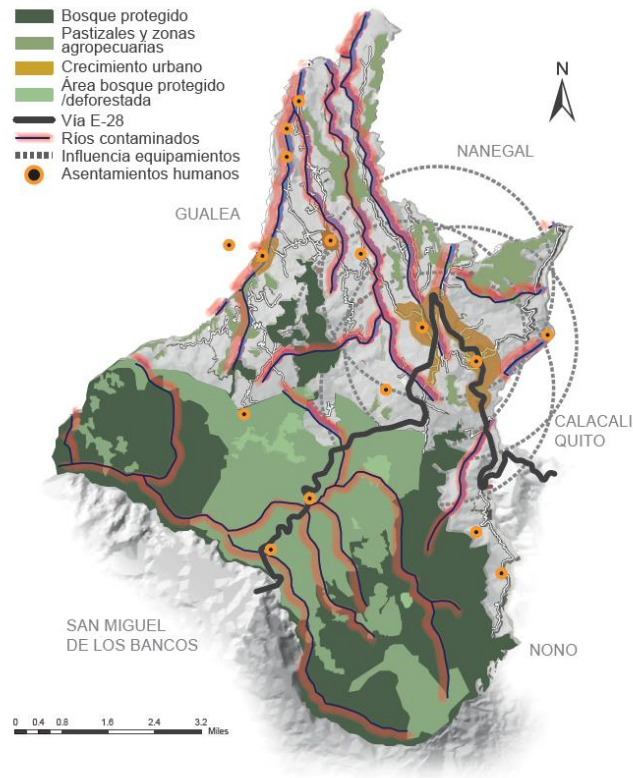 Bosque protegido
Pastizales y zonas
agropecuarias
Crecimiento urbano
Área bosque protegido
/deforestada
Vía E-28
Ríos contaminados
Influencia equipamientos
Asentamientos humanos
N
NANEGAL
GUALEA
CALACALI
QUITO
SAN MIGUEL
DE LOS BANCOS
NONO
0 0.4 0.8 1.6 2.4 3.2
Miles